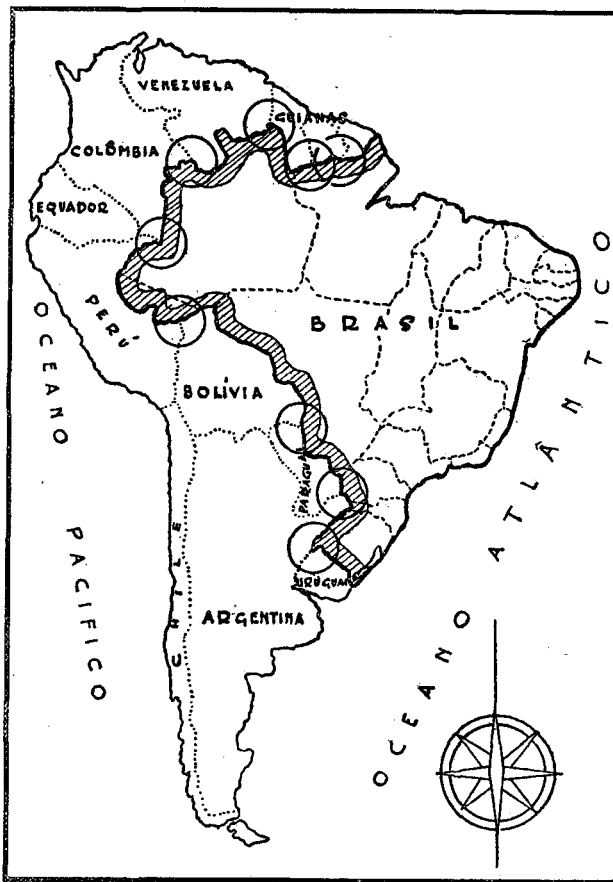 VENEZUELA
GUIANAS
COLÔMBIA
EQUADOR
PERÚ
BRASIL
BOLÍVIA
PARAGUAI
CHILE
URUGUAI
ARGENTINA
OCEANO PACIFICO
OCEANO ATLÂNTICO